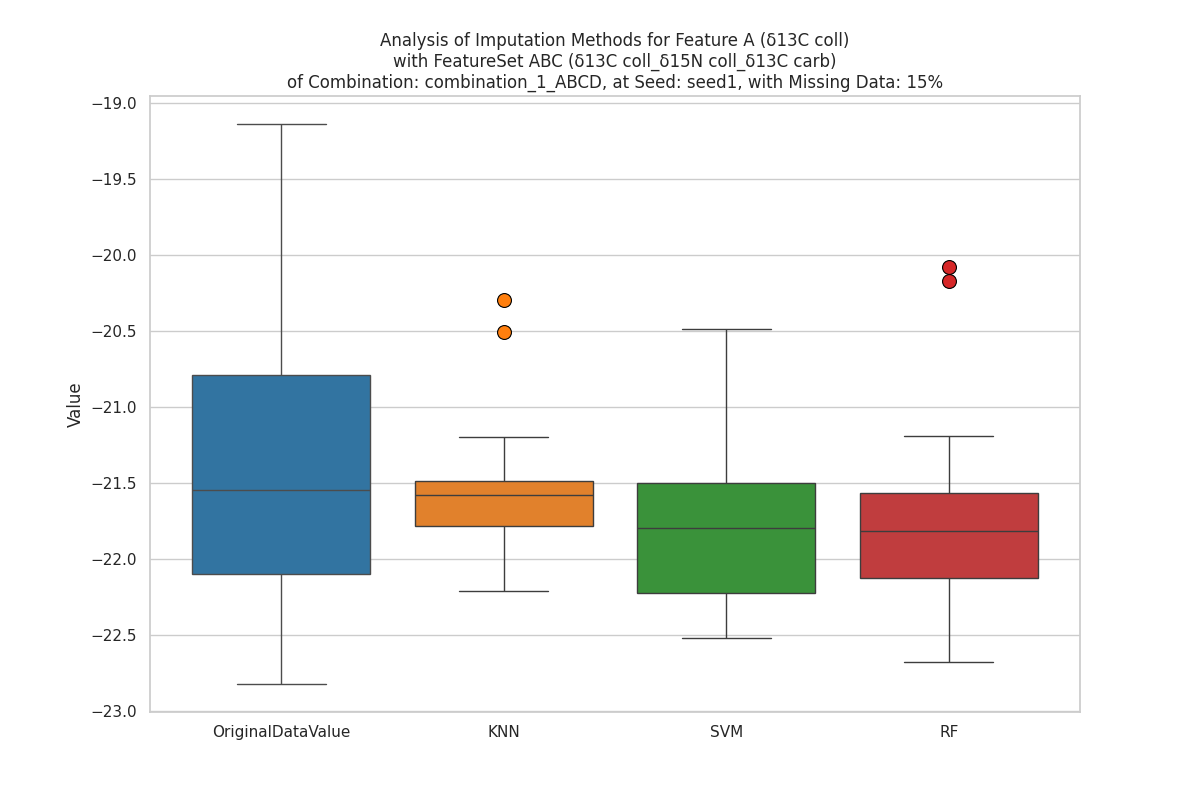 Analysis of Imputation Methods for Feature A (δ13C coll)
with FeatureSet ABC (δ13C coll_δ15N coll_δ13C carb)
of Combination: combination_1_ABCD, at Seed: seed1, with Missing Data: 15%
−19.0
−19.5
−20.0
−20.5
−21.0
−21.5
−22.0
−22.5
−23.0
Value
OriginalDataValue
KNN
SVM
RF